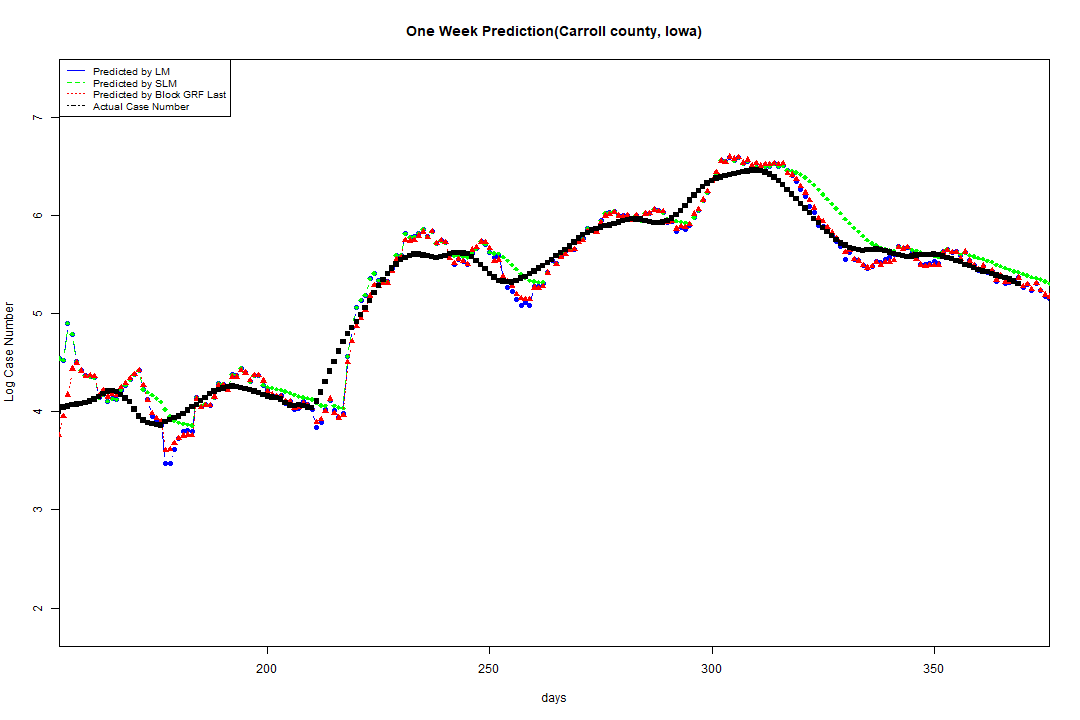 One Week Prediction(Carroll county, Iowa)
Predicted by LM
Predicted by SLM
Predicted by Block GRF Last
Actual Case Number
7
6
5
4
3
2
Log Case Number
200 250 300 350
days